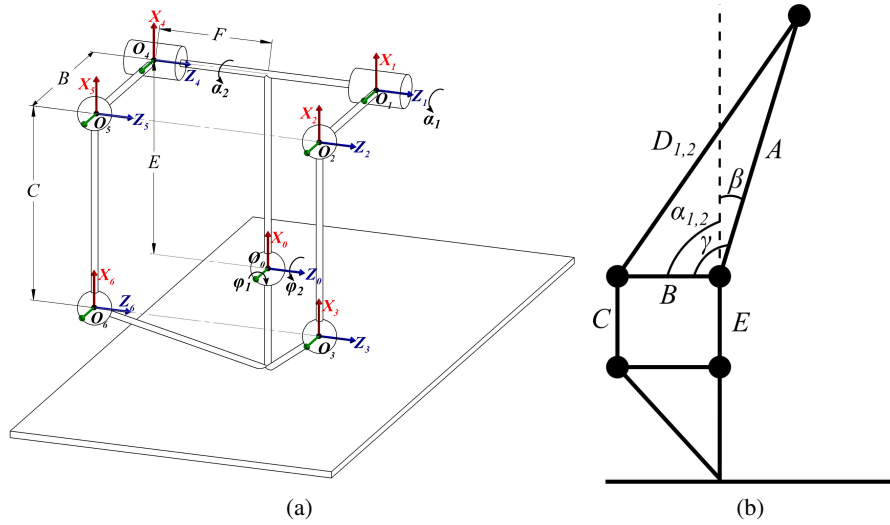 X₄
F
O₄
Z₄
α₂
X₁
Z₁
O₁
α₁
B
X₅
O₅
Z₅
X₂
O₂
Z₂
E
C
X₀
O₀
Z₀
φ₁
φ₂
X₆
Z₆
O₆
X₃
O₃
Z₃
(a)
D₁,₂
A
β
α₁,₂
γ
B
C
E
(b)